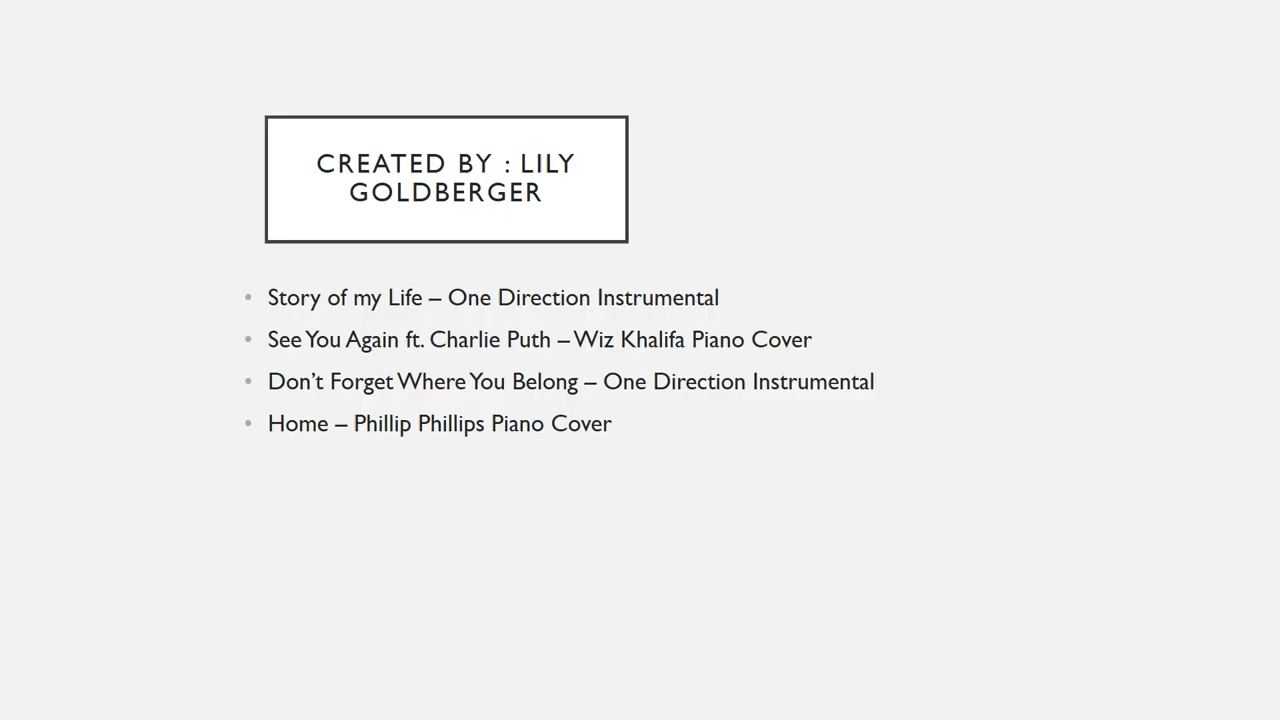 CREATED BY : LILY
GOLDBERGER
• Story of my Life – One Direction Instrumental
• See You Again ft. Charlie Puth – Wiz Khalifa Piano Cover
• Don’t Forget Where You Belong – One Direction Instrumental
• Home – Phillip Phillips Piano Cover